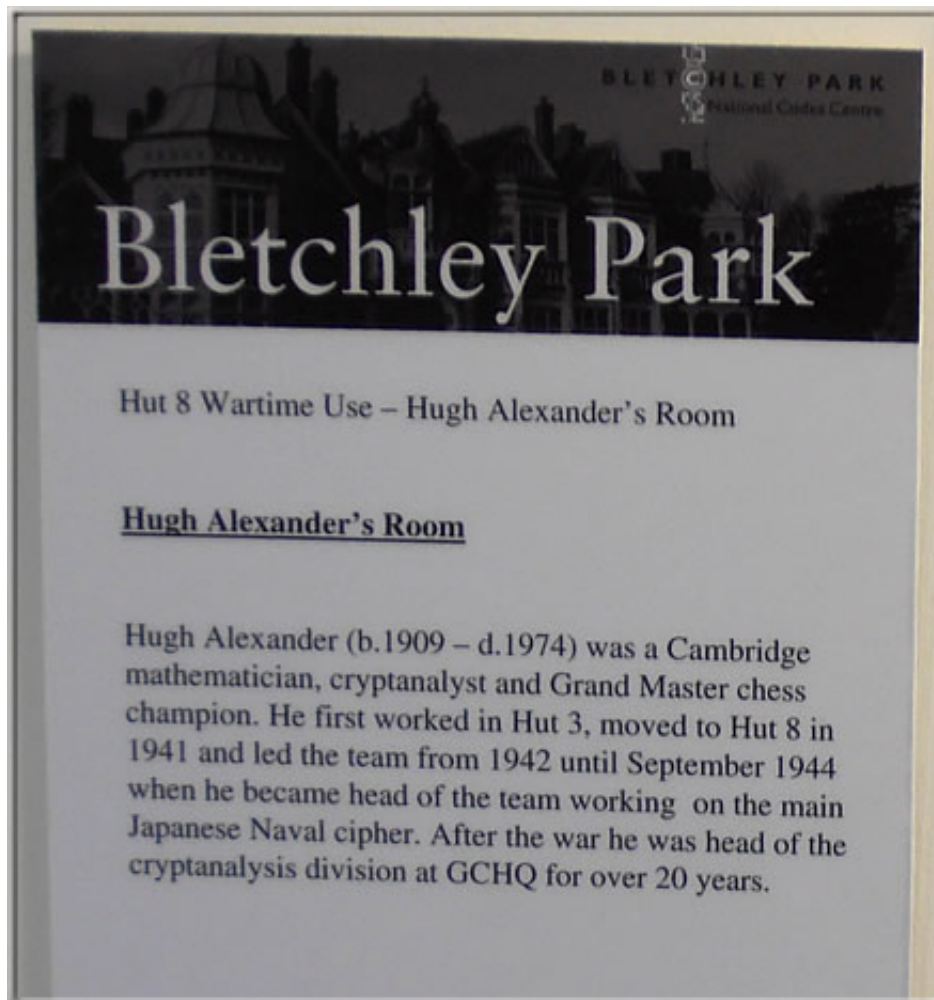 BLETCHLEY PARK
National Codes Centre
Bletchley Park
Hut 8 Wartime Use – Hugh Alexander's Room
Hugh Alexander's Room
Hugh Alexander (b.1909 – d.1974) was a Cambridge
mathematician, cryptanalyst and Grand Master chess
champion. He first worked in Hut 3, moved to Hut 8 in
1941 and led the team from 1942 until September 1944
when he became head of the team working  on the main
Japanese Naval cipher. After the war he was head of the
cryptanalysis division at GCHQ for over 20 years.